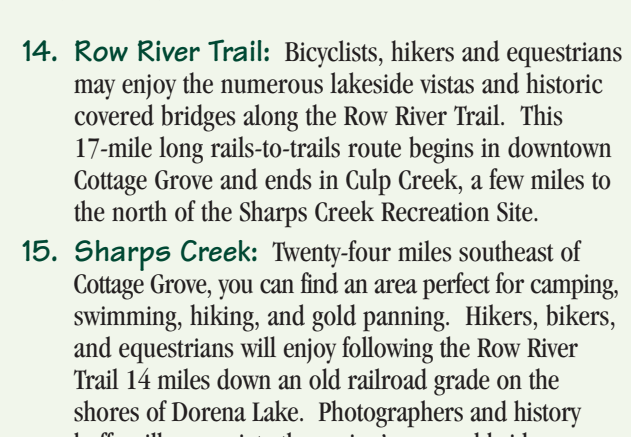 14. Row River Trail: Bicyclists, hikers and equestrians
may enjoy the numerous lakeside vistas and historic
covered bridges along the Row River Trail. This
17-mile long rails-to-trails route begins in downtown
Cottage Grove and ends in Culp Creek, a few miles to
the north of the Sharps Creek Recreation Site.
15. Sharps Creek: Twenty-four miles southeast of
Cottage Grove, you can find an area perfect for camping,
swimming, hiking, and gold panning. Hikers, bikers,
and equestrians will enjoy following the Row River
Trail 14 miles down an old railroad grade on the
shores of Dorena Lake. Photographers and history